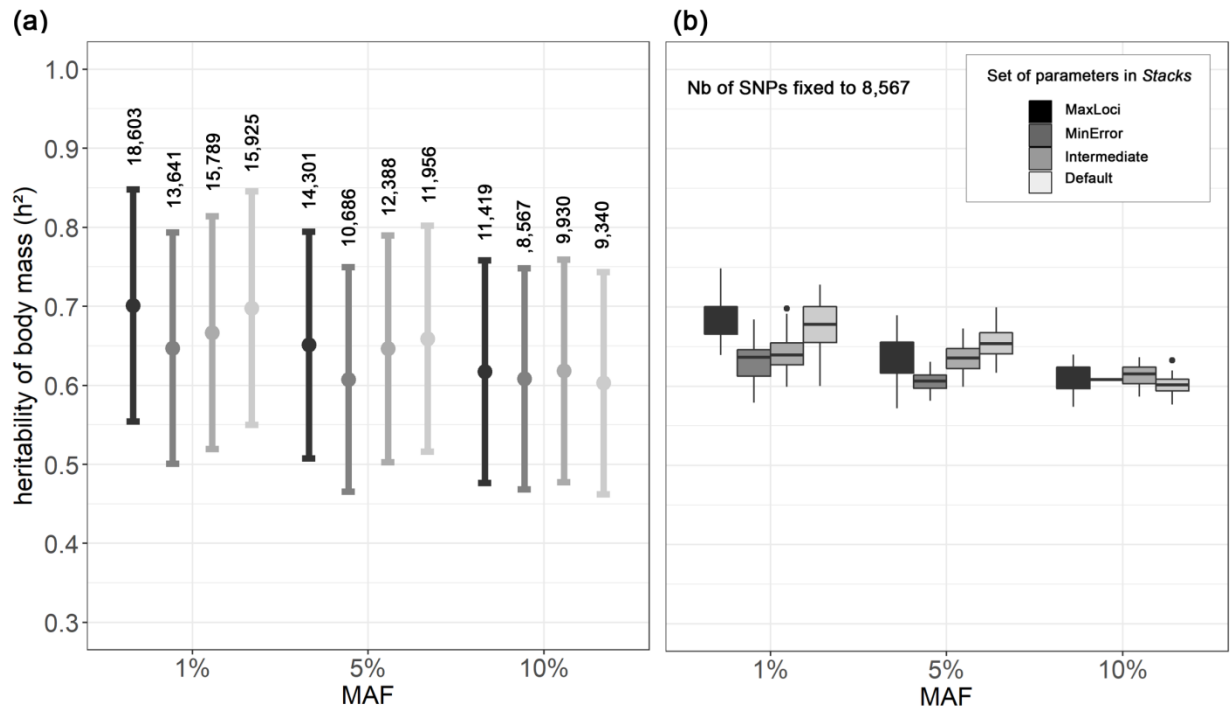 (a)
heritability of body mass (h²)
1.0
0.9
0.8
0.7
0.6
0.5
0.4
0.3
18,603
13,641
15,789
15,925
14,301
10,686
12,388
11,956
11,419
,8,567
9,930
9,340
1%
5%
10%
MAF
(b)
Nb of SNPs fixed to 8,567
Set of parameters in Stacks
MaxLoci
MinError
Intermediate
Default
1%
5%
10%
MAF